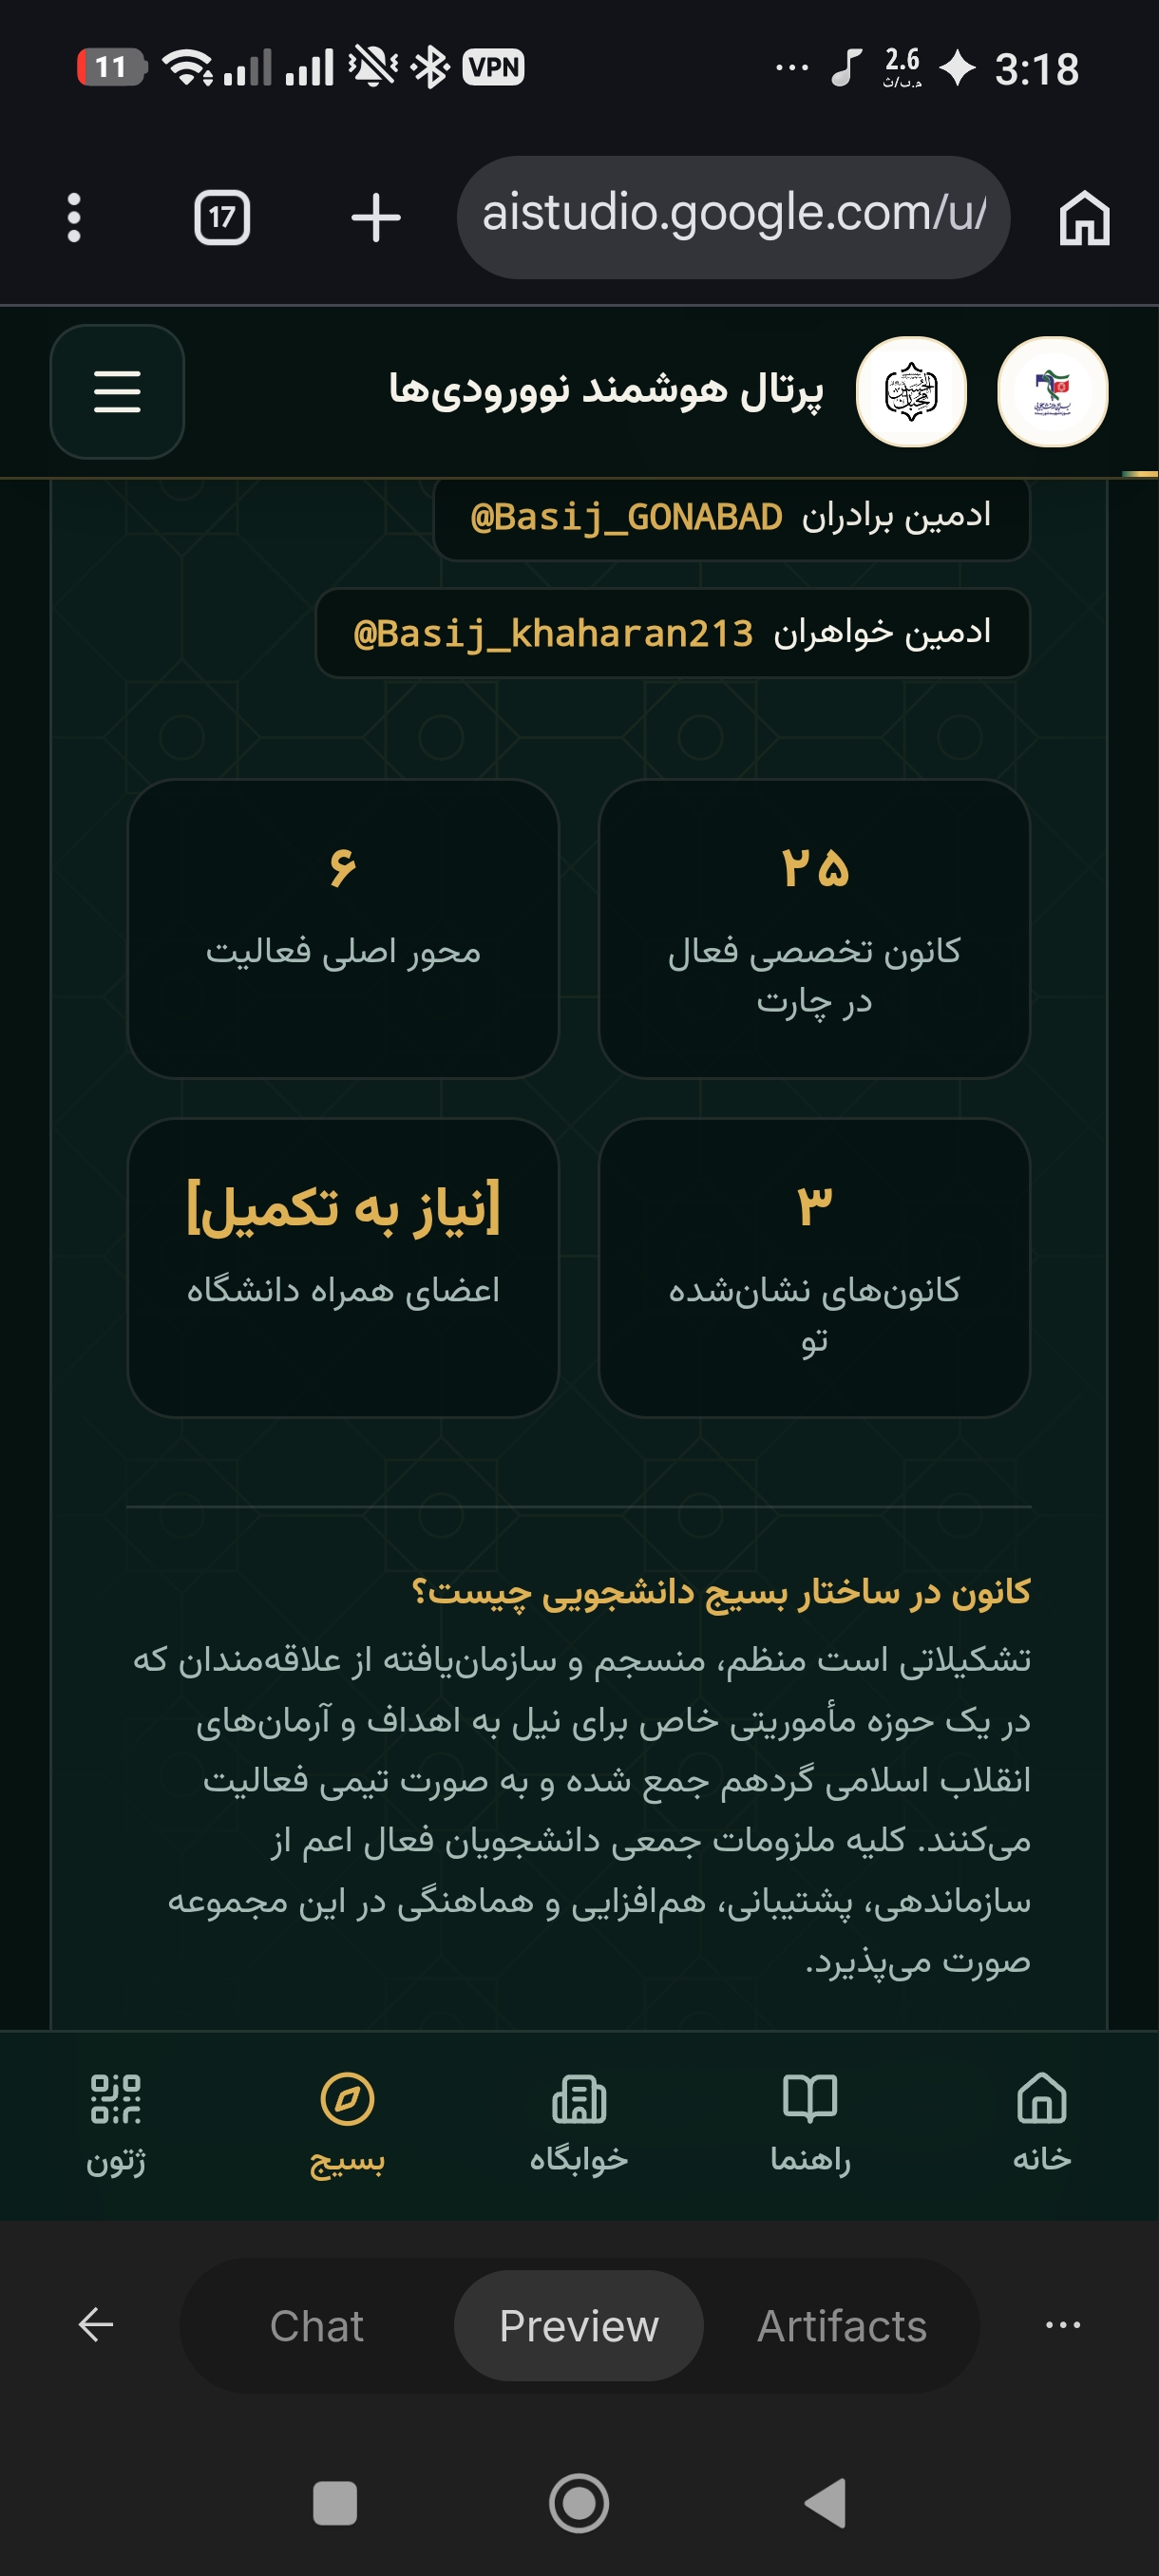 11
VPN
...
2.6
م.ب/ث
3:18
17
aistudio.google.com/u/
پرتال هوشمند نوورودی‌ها
ادمین برادران @Basij_GONABAD
ادمین خواهران @Basij_khaharan213
۲۵
کانون تخصصی فعال
در چارت
۶
محور اصلی فعالیت
۳
کانون‌های نشان‌شده
تو
[نیاز به تکمیل]
اعضای همراه دانشگاه
کانون در ساختار بسیج دانشجویی چیست؟
تشکیلاتی است منظم، منسجم و سازمان‌یافته از علاقه‌مندان که
در یک حوزه مأموریتی خاص برای نیل به اهداف و آرمان‌های
انقلاب اسلامی گردهم جمع شده و به صورت تیمی فعالیت
می‌کنند. کلیه ملزومات جمعی دانشجویان فعال اعم از
سازماندهی، پشتیبانی، هم‌افزایی و هماهنگی در این مجموعه
صورت می‌پذیرد.
خانه
راهنما
خوابگاه
بسیج
ژتون
Chat
Preview
Artifacts